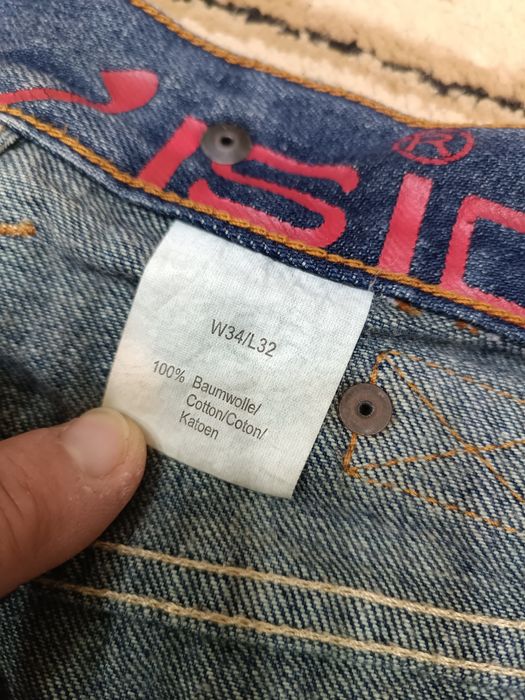 W34/L32
100% Baumwolle/
Cotton/Coton/
Katoen